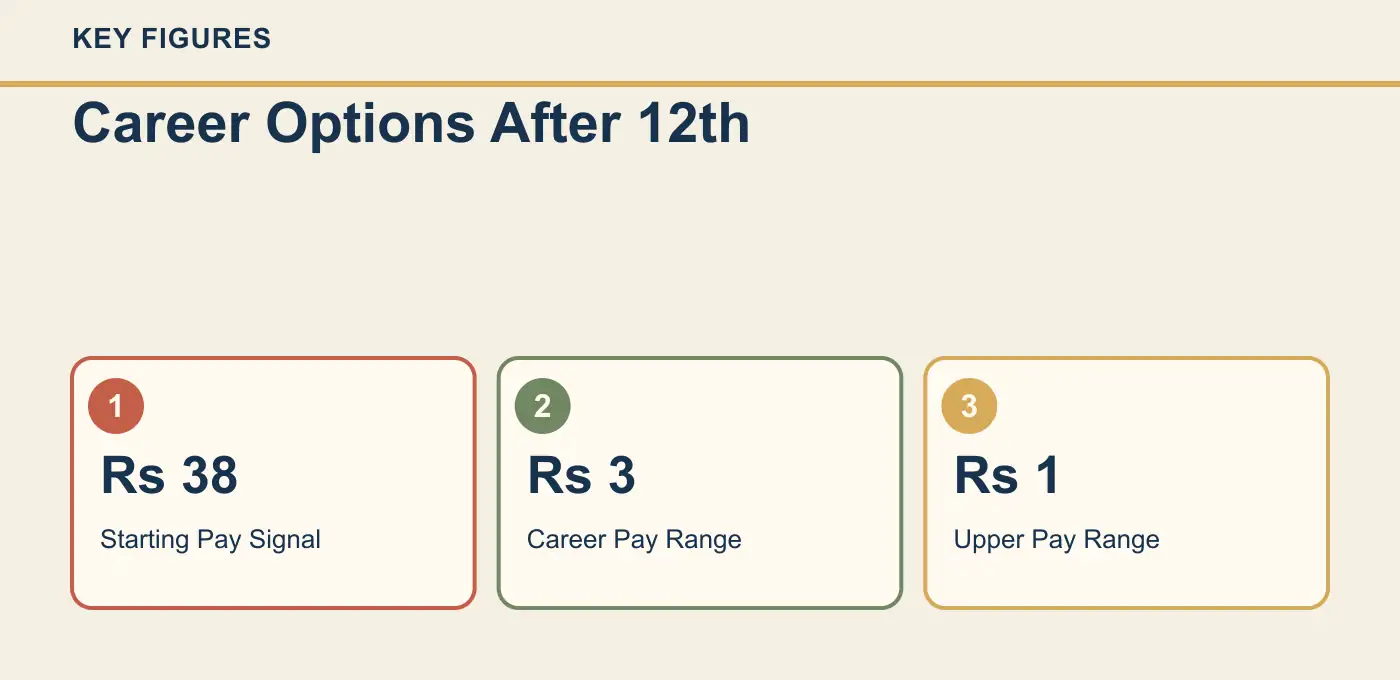 KEY FIGURES
Career Options After 12th
1
Rs 38
Starting Pay Signal
2
Rs 3
Career Pay Range
3
Rs 1
Upper Pay Range